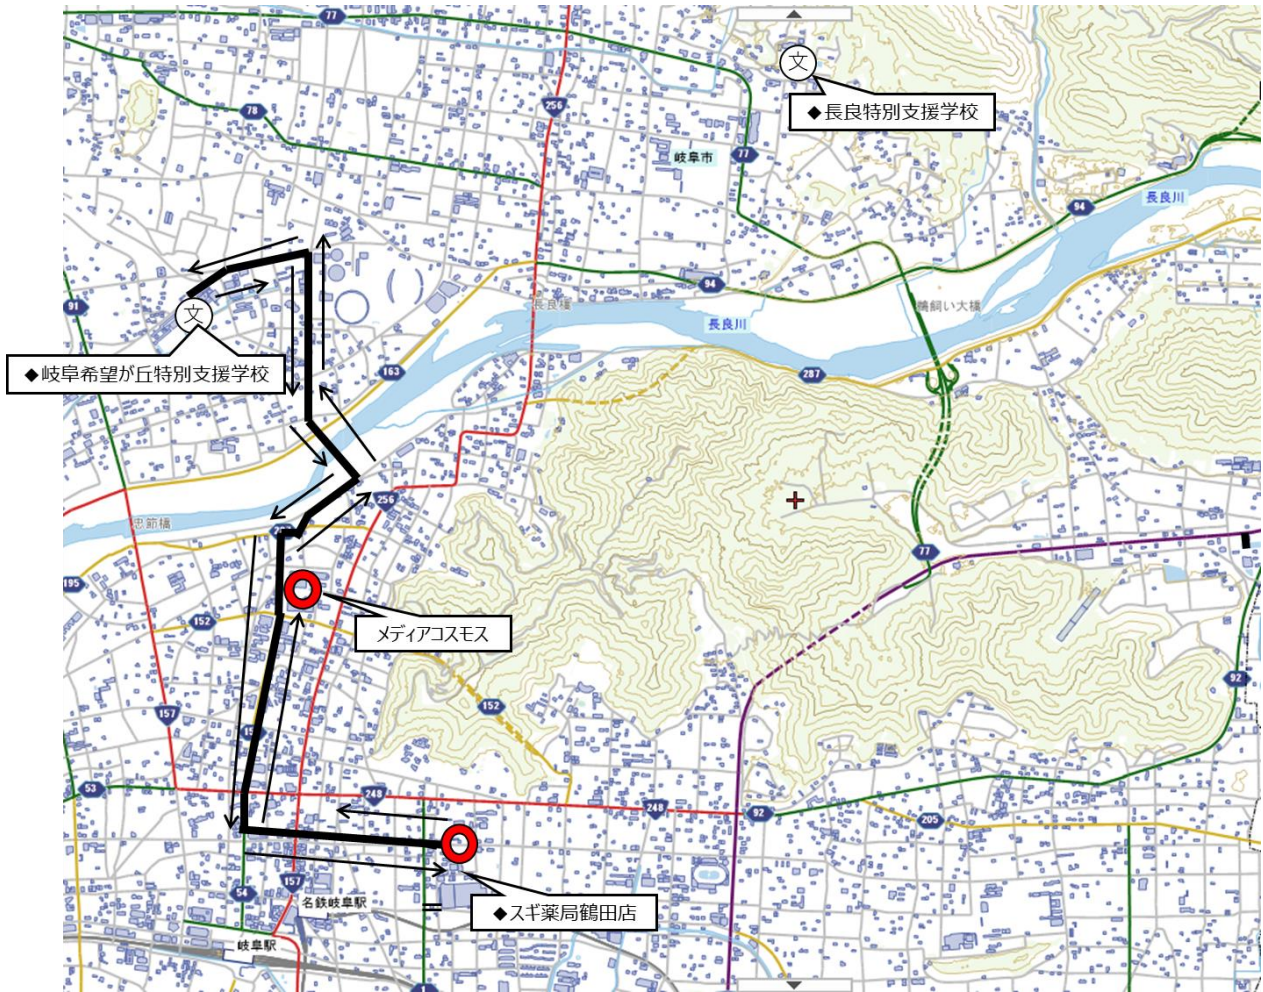 77
文
◆長良特別支援学校
78
256
77
岐阜市
94
長良川
91
94
長良橋
長良川
鵜飼い大橋
文
◆岐阜希望が丘特別支援学校
163
287
256
忠節橋
77
195
152
メディアコスモス
157
152
92
53
248
248
92
205
54
157
名鉄岐阜駅
◆スギ薬局鶴田店
岐阜駅
1